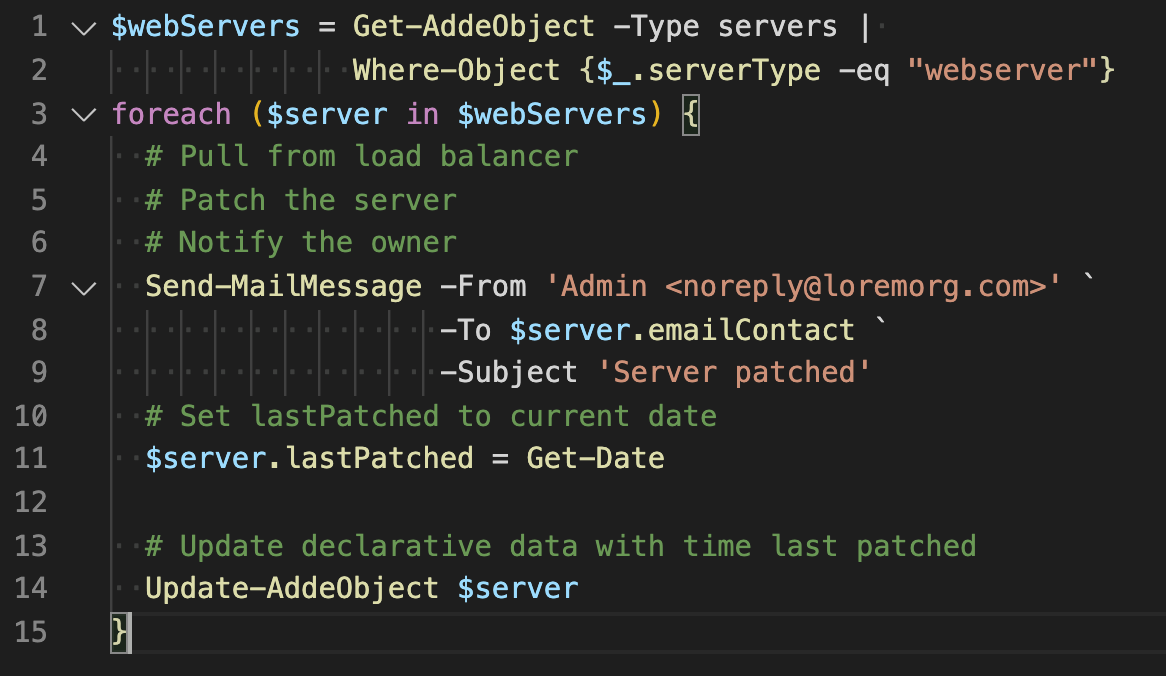 1 $webServers = Get-AddeObject -Type servers |
2 Where-Object {$_.serverType -eq "webserver"}
3 foreach ($server in $webServers) {
4 # Pull from load balancer
5 # Patch the server
6 # Notify the owner
7 Send-MailMessage -From 'Admin <noreply@loremorg.com>' `
8 -To $server.emailContact `
9 -Subject 'Server patched'
10 # Set lastPatched to current date
11 $server.lastPatched = Get-Date
12
13 # Update declarative data with time last patched
14 Update-AddeObject $server
15 }